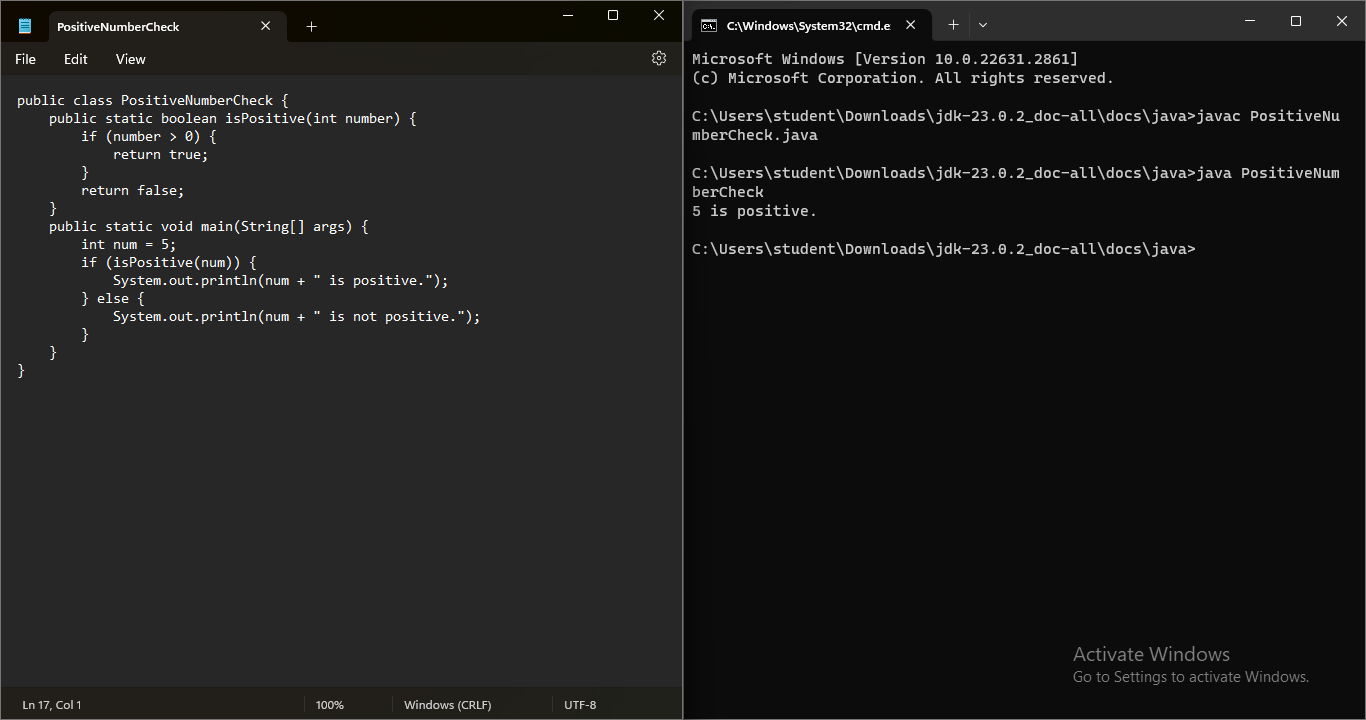 PositiveNumberCheck
File Edit View
public class PositiveNumberCheck {
    public static boolean isPositive(int number) {
        if (number > 0) {
            return true;
        }
        return false;
    }
    public static void main(String[] args) {
        int num = 5;
        if (isPositive(num)) {
            System.out.println(num + " is positive.");
        } else {
            System.out.println(num + " is not positive.");
        }
    }
}
Ln 17, Col 1 100% Windows (CRLF) UTF-8
C:\Windows\System32\cmd.e
Microsoft Windows [Version 10.0.22631.2861]
(c) Microsoft Corporation. All rights reserved.
C:\Users\student\Downloads\jdk-23.0.2_doc-all\docs\java>javac PositiveNu
mberCheck.java
C:\Users\student\Downloads\jdk-23.0.2_doc-all\docs\java>java PositiveNum
berCheck
5 is positive.
C:\Users\student\Downloads\jdk-23.0.2_doc-all\docs\java>
Activate Windows
Go to Settings to activate Windows.